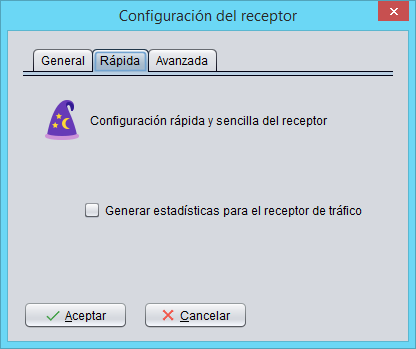 Configuración del receptor
General
Rápida
Avanzada
Configuración rápida y sencilla del receptor
Generar estadísticas para el receptor de tráfico
Aceptar
Cancelar